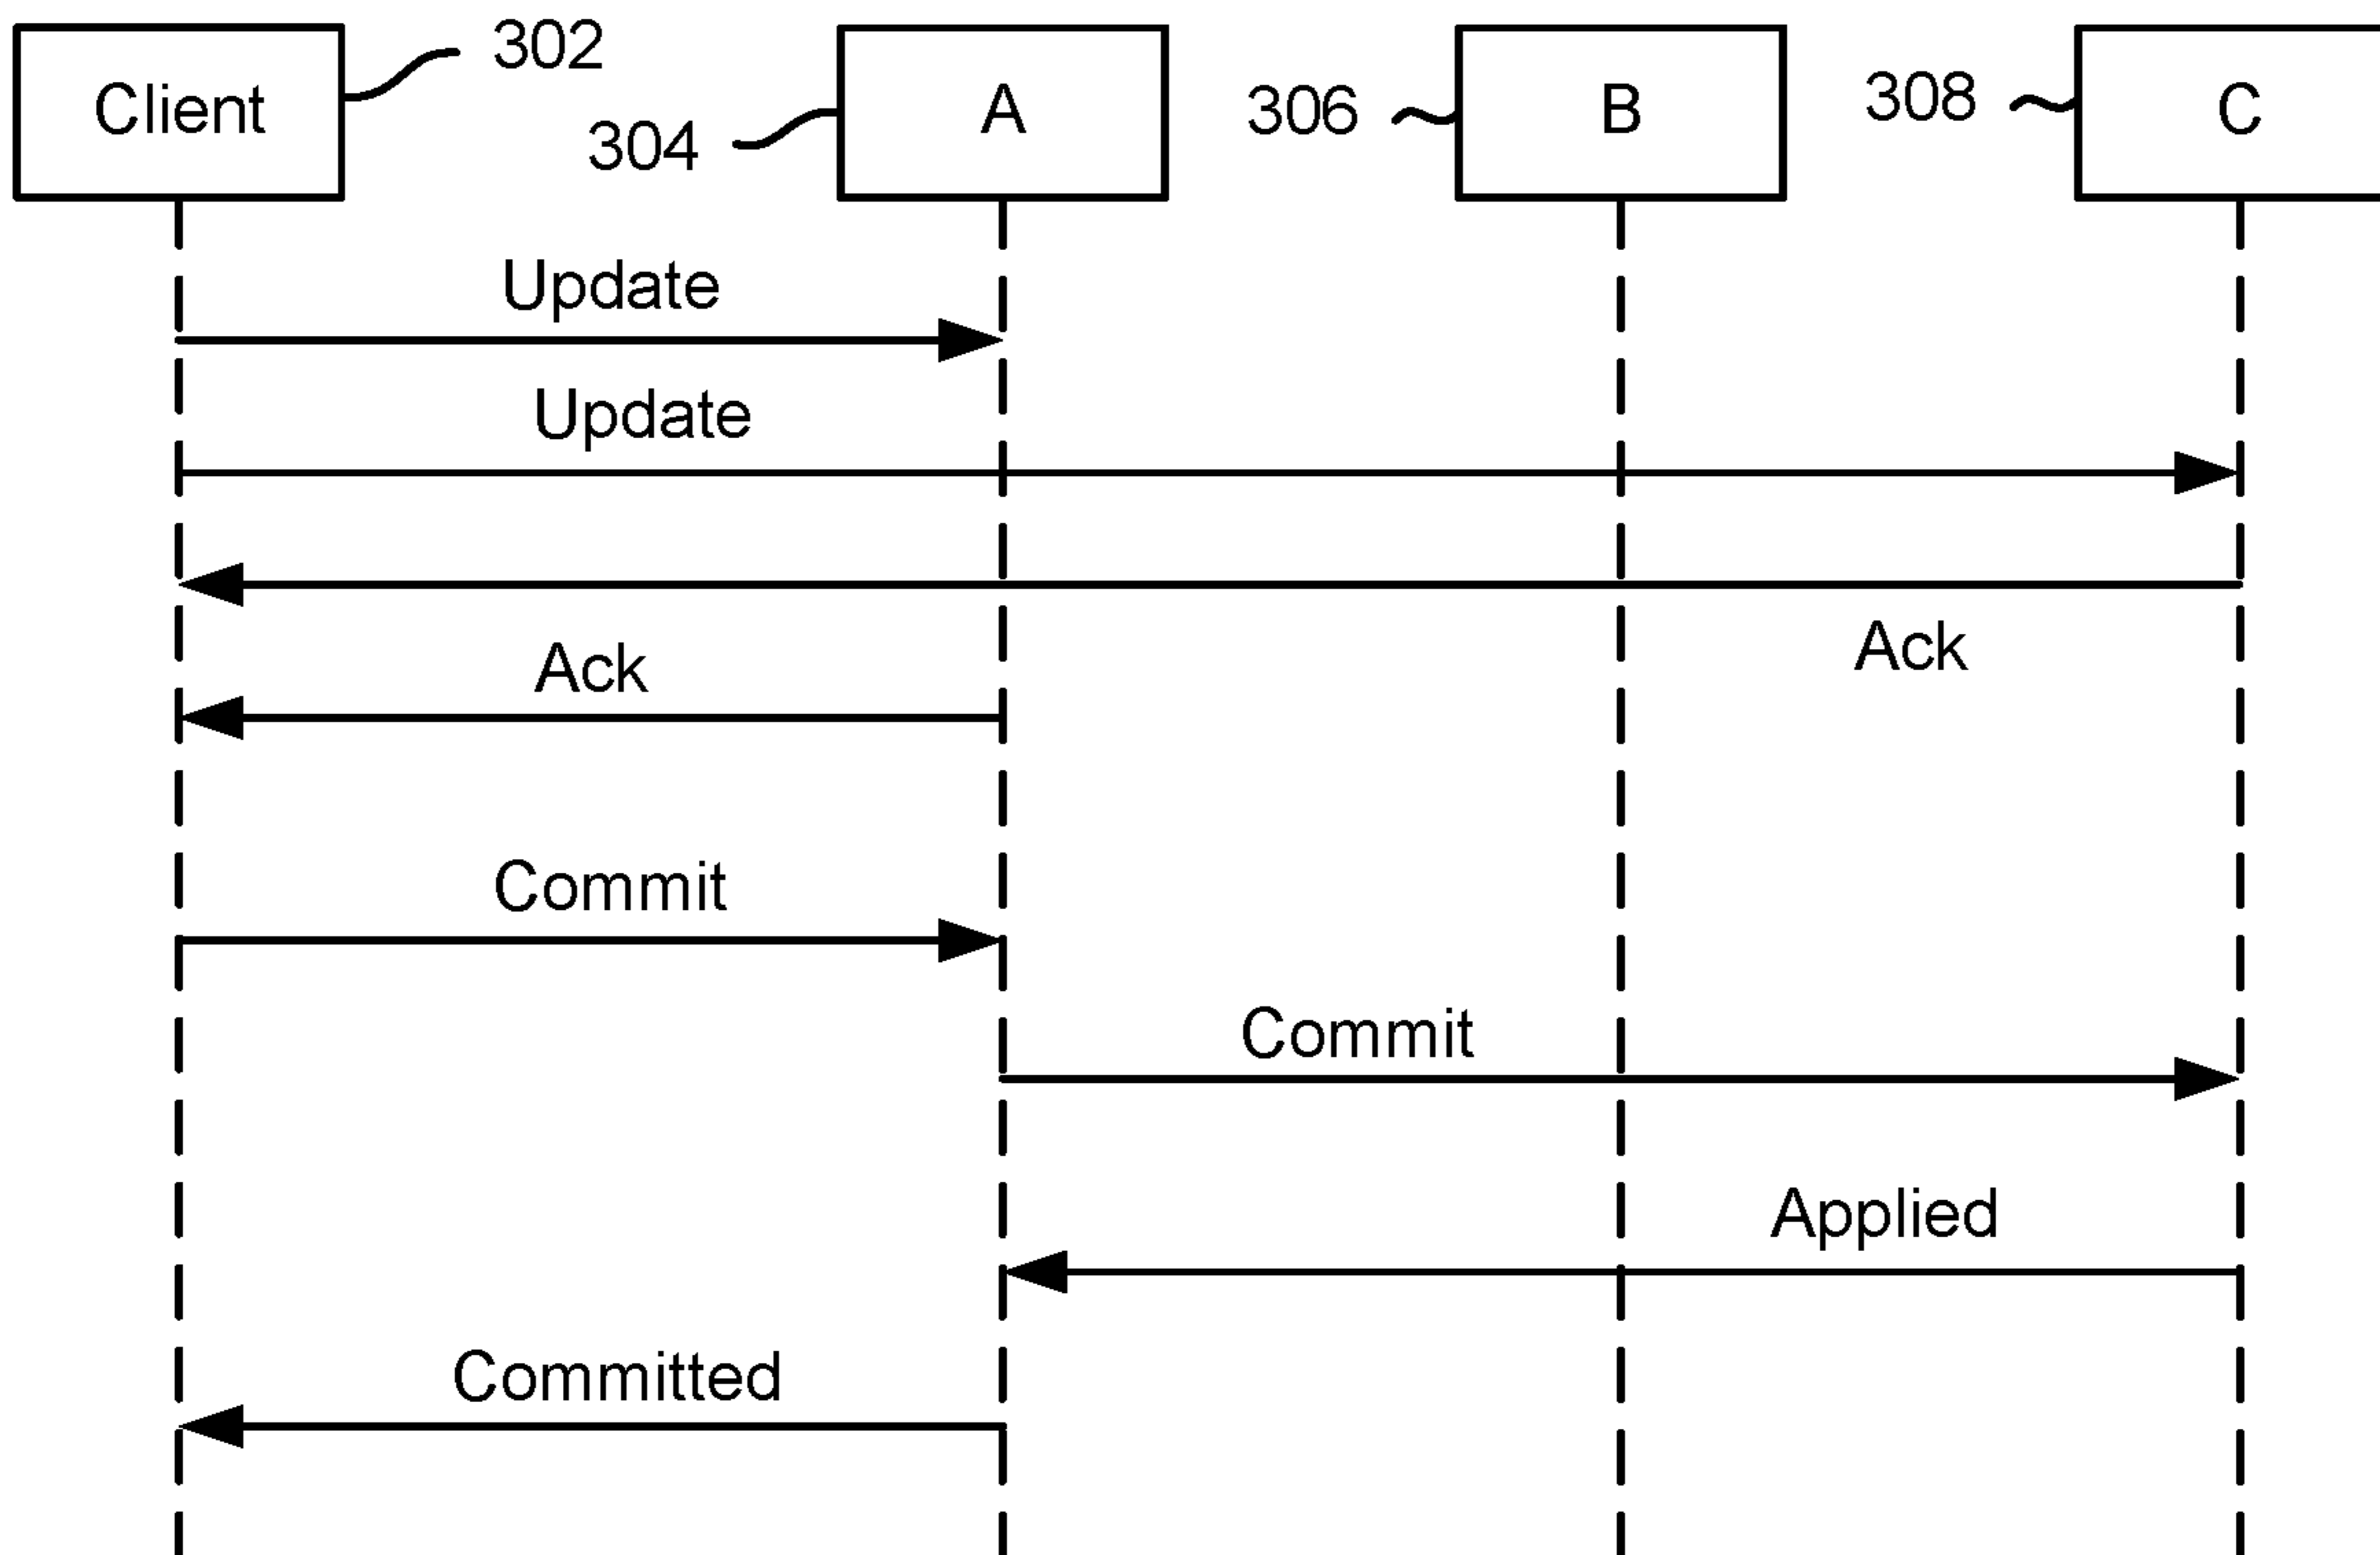 302
Client
304
A
306
B
308
C
Update
Update
Ack
Ack
Commit
Commit
Applied
Committed